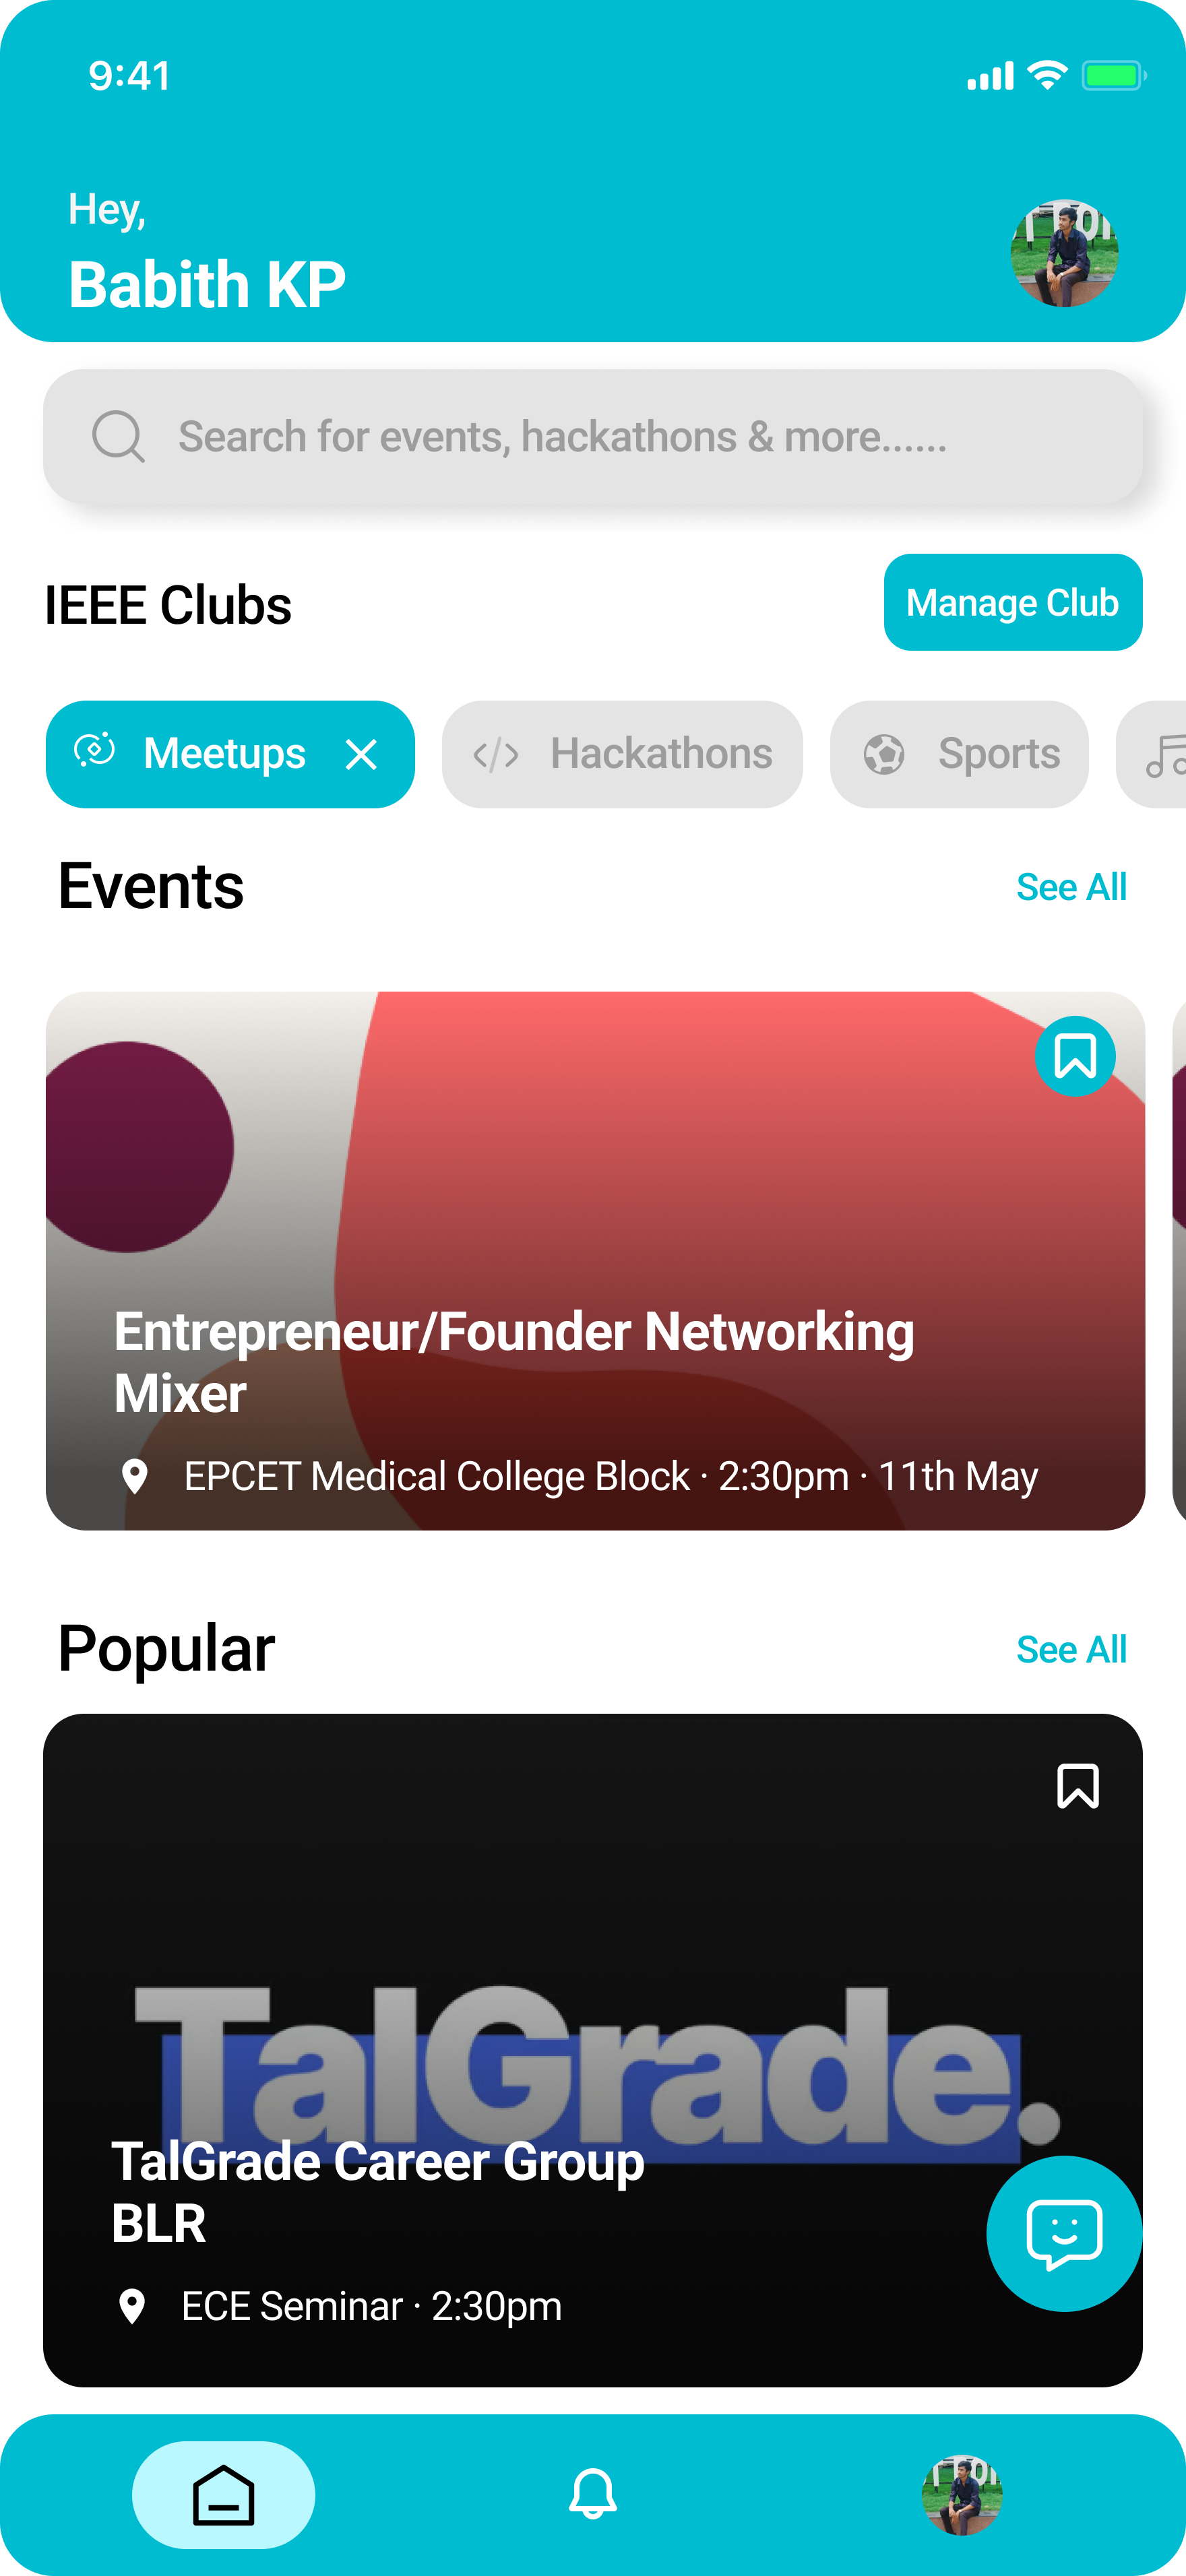 9:41
Hey,
Babith KP
Search for events, hackathons & more......
IEEE Clubs
Manage Club
Meetups
Hackathons
Sports
Events
See All
Entrepreneur/Founder Networking
Mixer
EPCET Medical College Block · 2:30pm · 11th May
Popular
See All
TalGrade.
TalGrade Career Group
BLR
ECE Seminar · 2:30pm